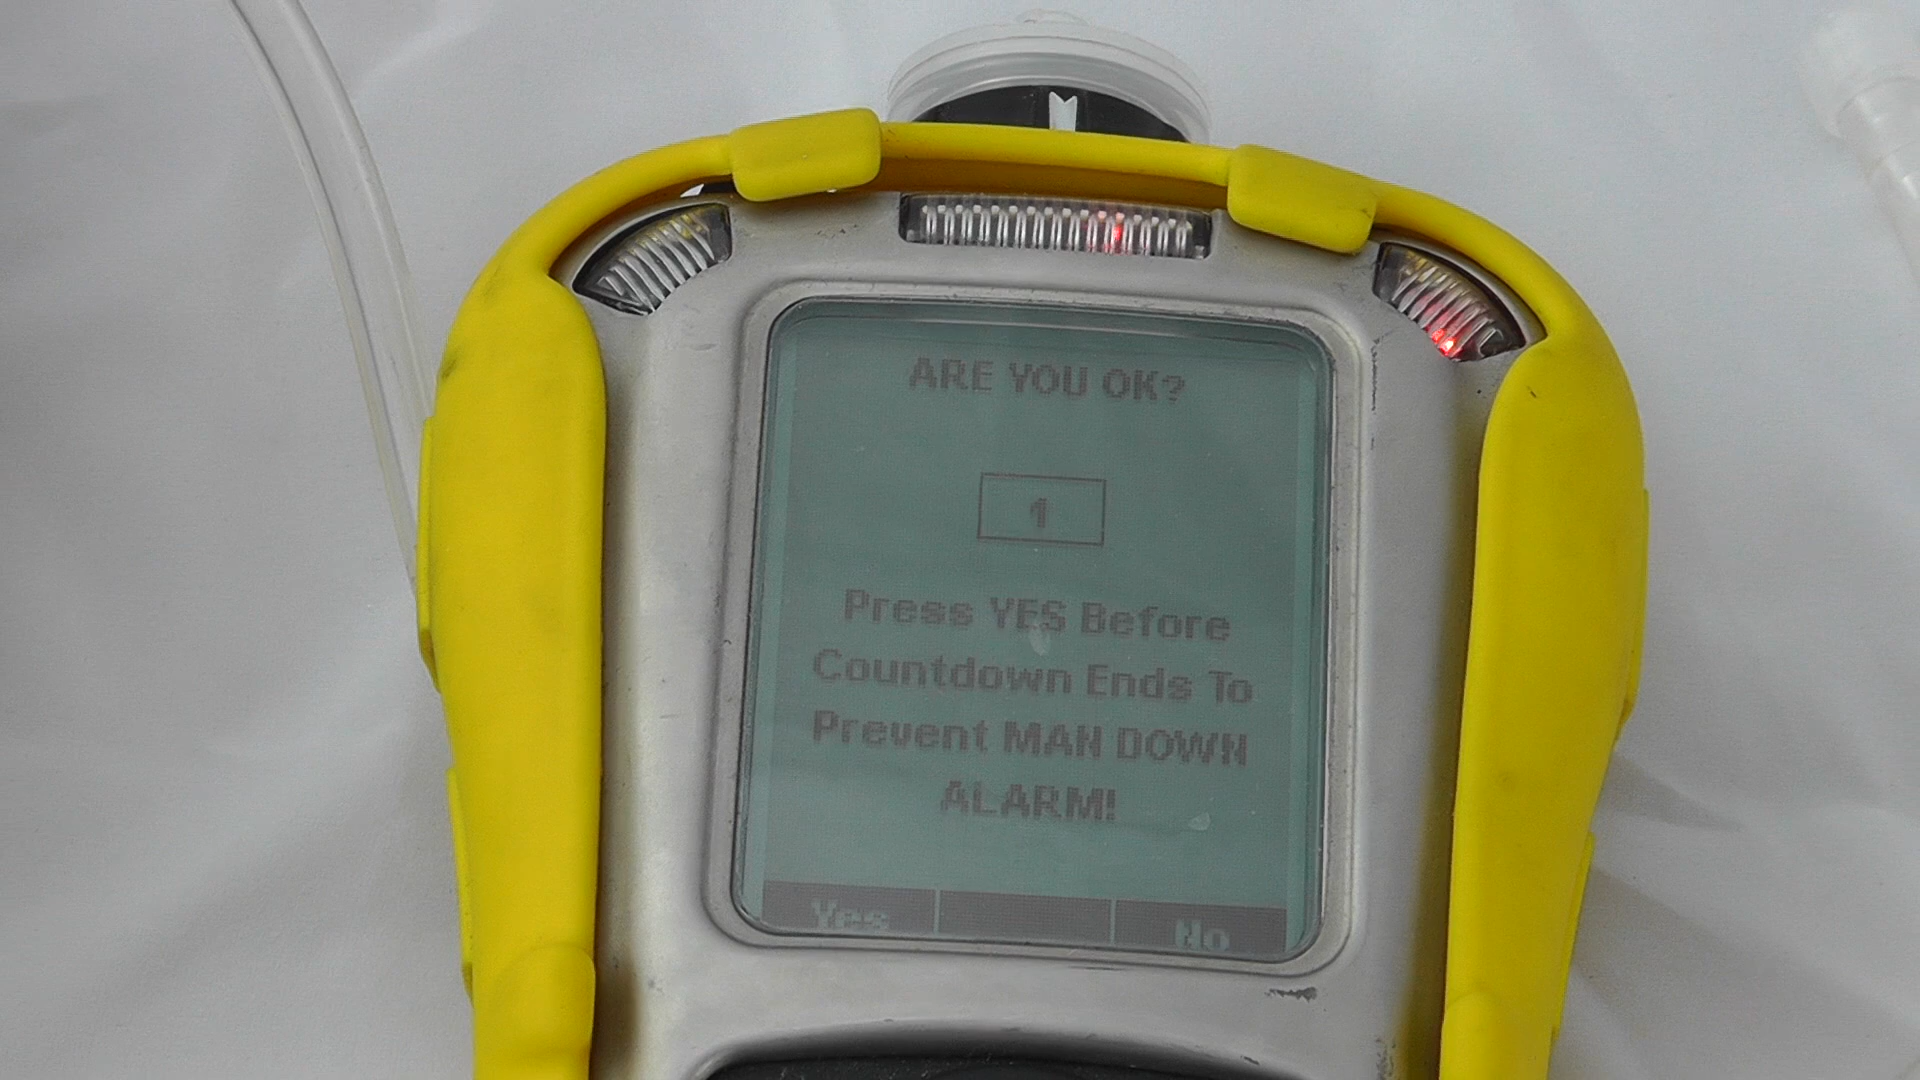 ARE YOU OK?
1
Press YES Before
Countdown Ends To
Prevent MAN DOWN
ALARM!
Yes No